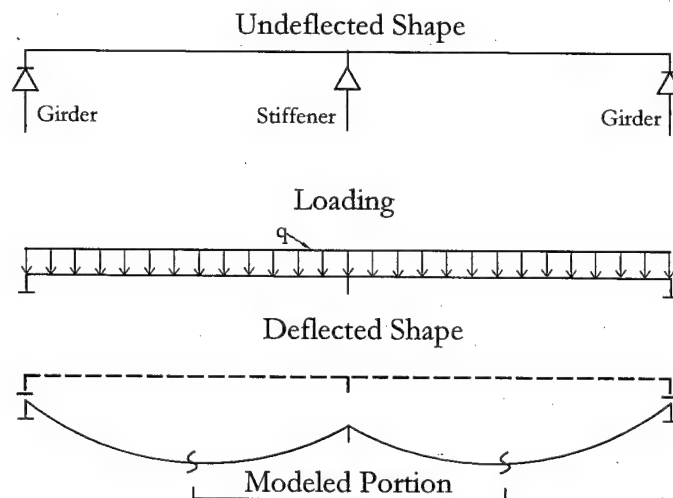 Undeflected Shape
Girder
Stiffener
Girder
Loading
q
Deflected Shape
Modeled Portion